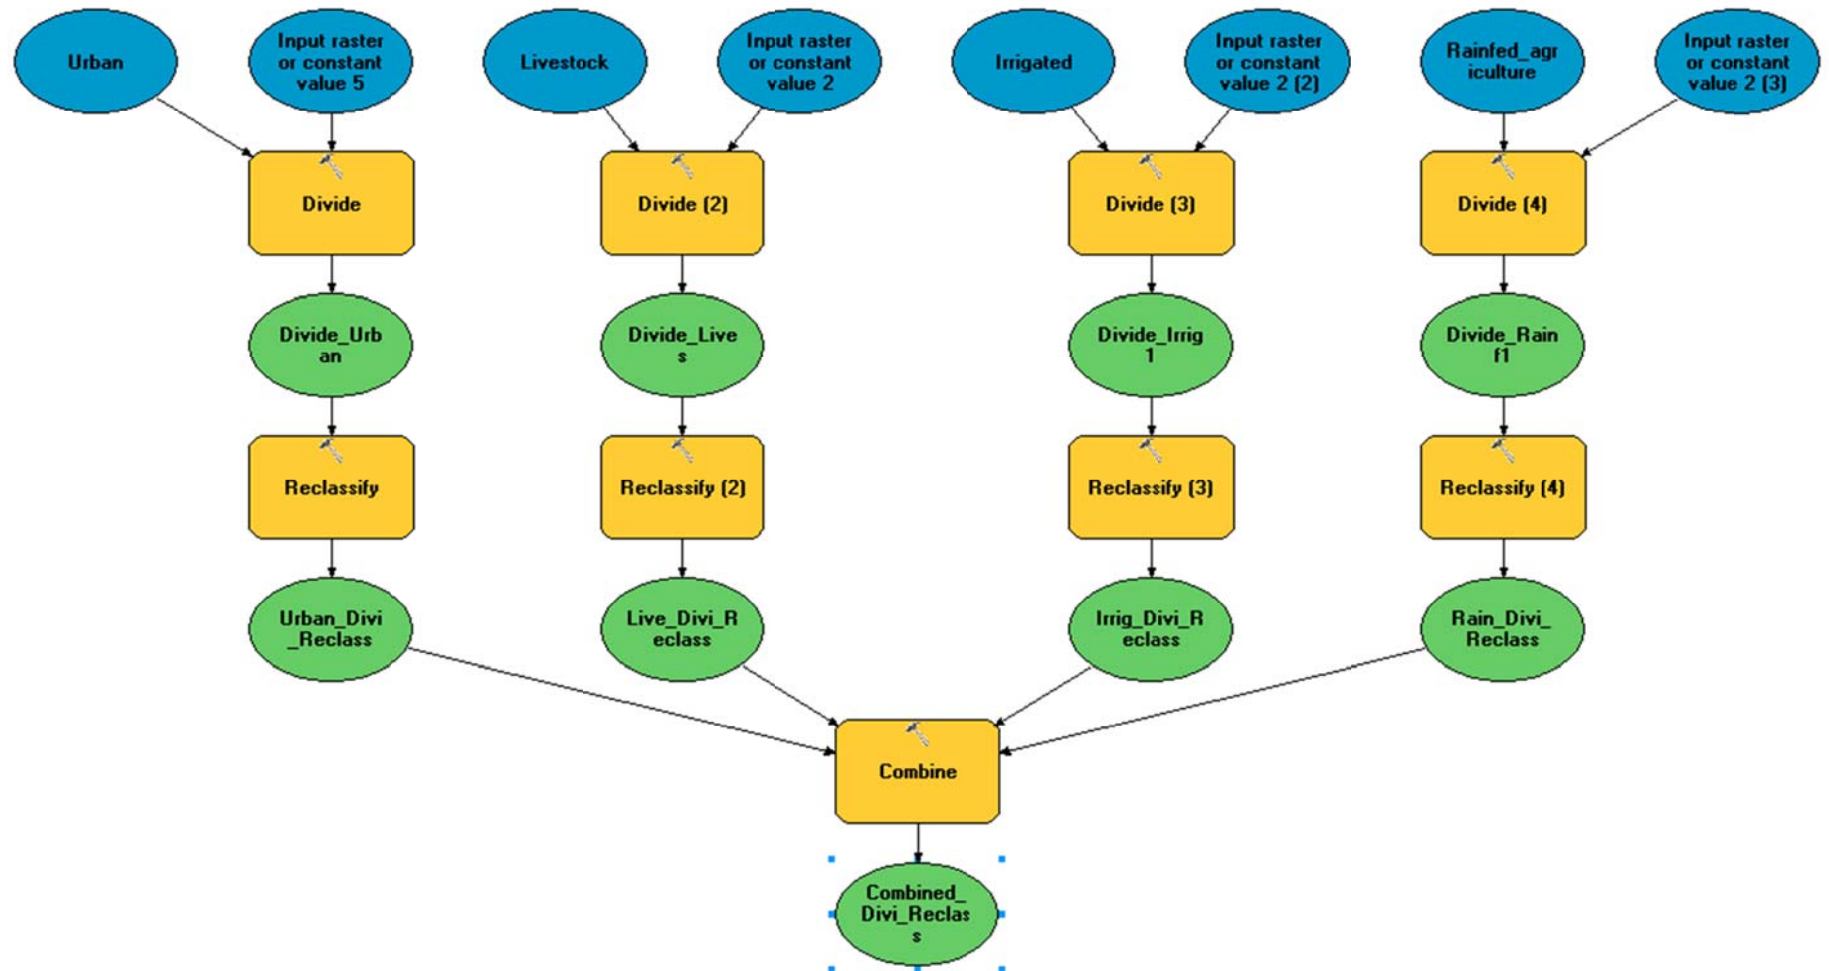 Urban
Input raster
or constant
value 5
Livestock
Input raster
or constant
value 2
Irrigated
Input raster
or constant
value 2 (2)
Rainfed_agr
iculture
Input raster
or constant
value 2 (3)
Divide
Divide (2)
Divide (3)
Divide (4)
Divide_Urb
an
Divide_Live
s
Divide_Irrig
1
Divide_Rain
f1
Reclassify
Reclassify (2)
Reclassify (3)
Reclassify (4)
Urban_Divi
_Reclass
Live_Divi_R
eclass
Irrig_Divi_R
eclass
Rain_Divi_
Reclass
Combine
Combined_
Divi_Reclas
s